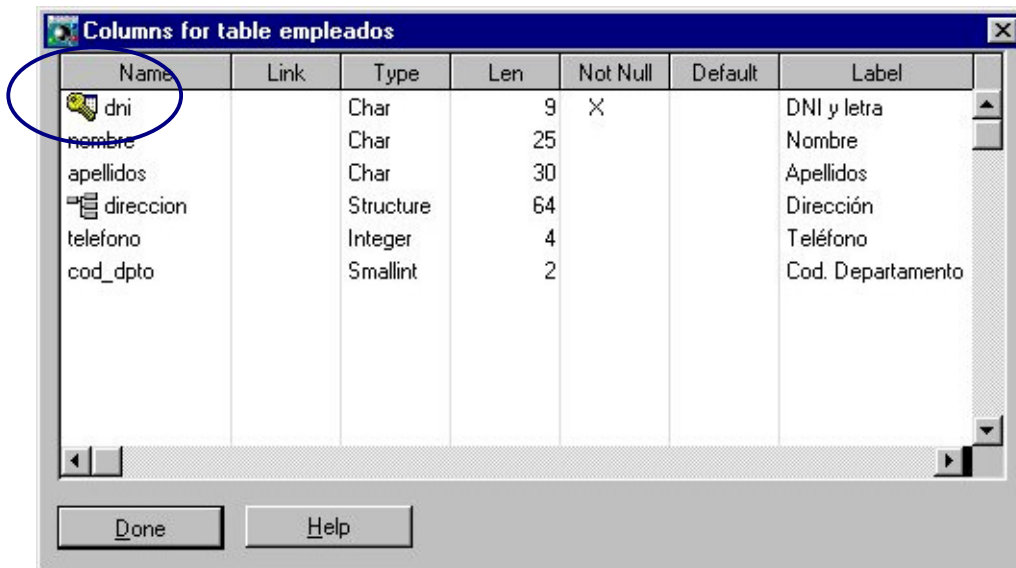 Columns for table empleados
Name Link Type Len Not Null Default Label
dni Char 9 X DNI y letra
nombre Char 25 Nombre
apellidos Char 30 Apellidos
direccion Structure 64 Dirección
telefono Integer 4 Teléfono
cod_dpto Smallint 2 Cod. Departamento
Done Help